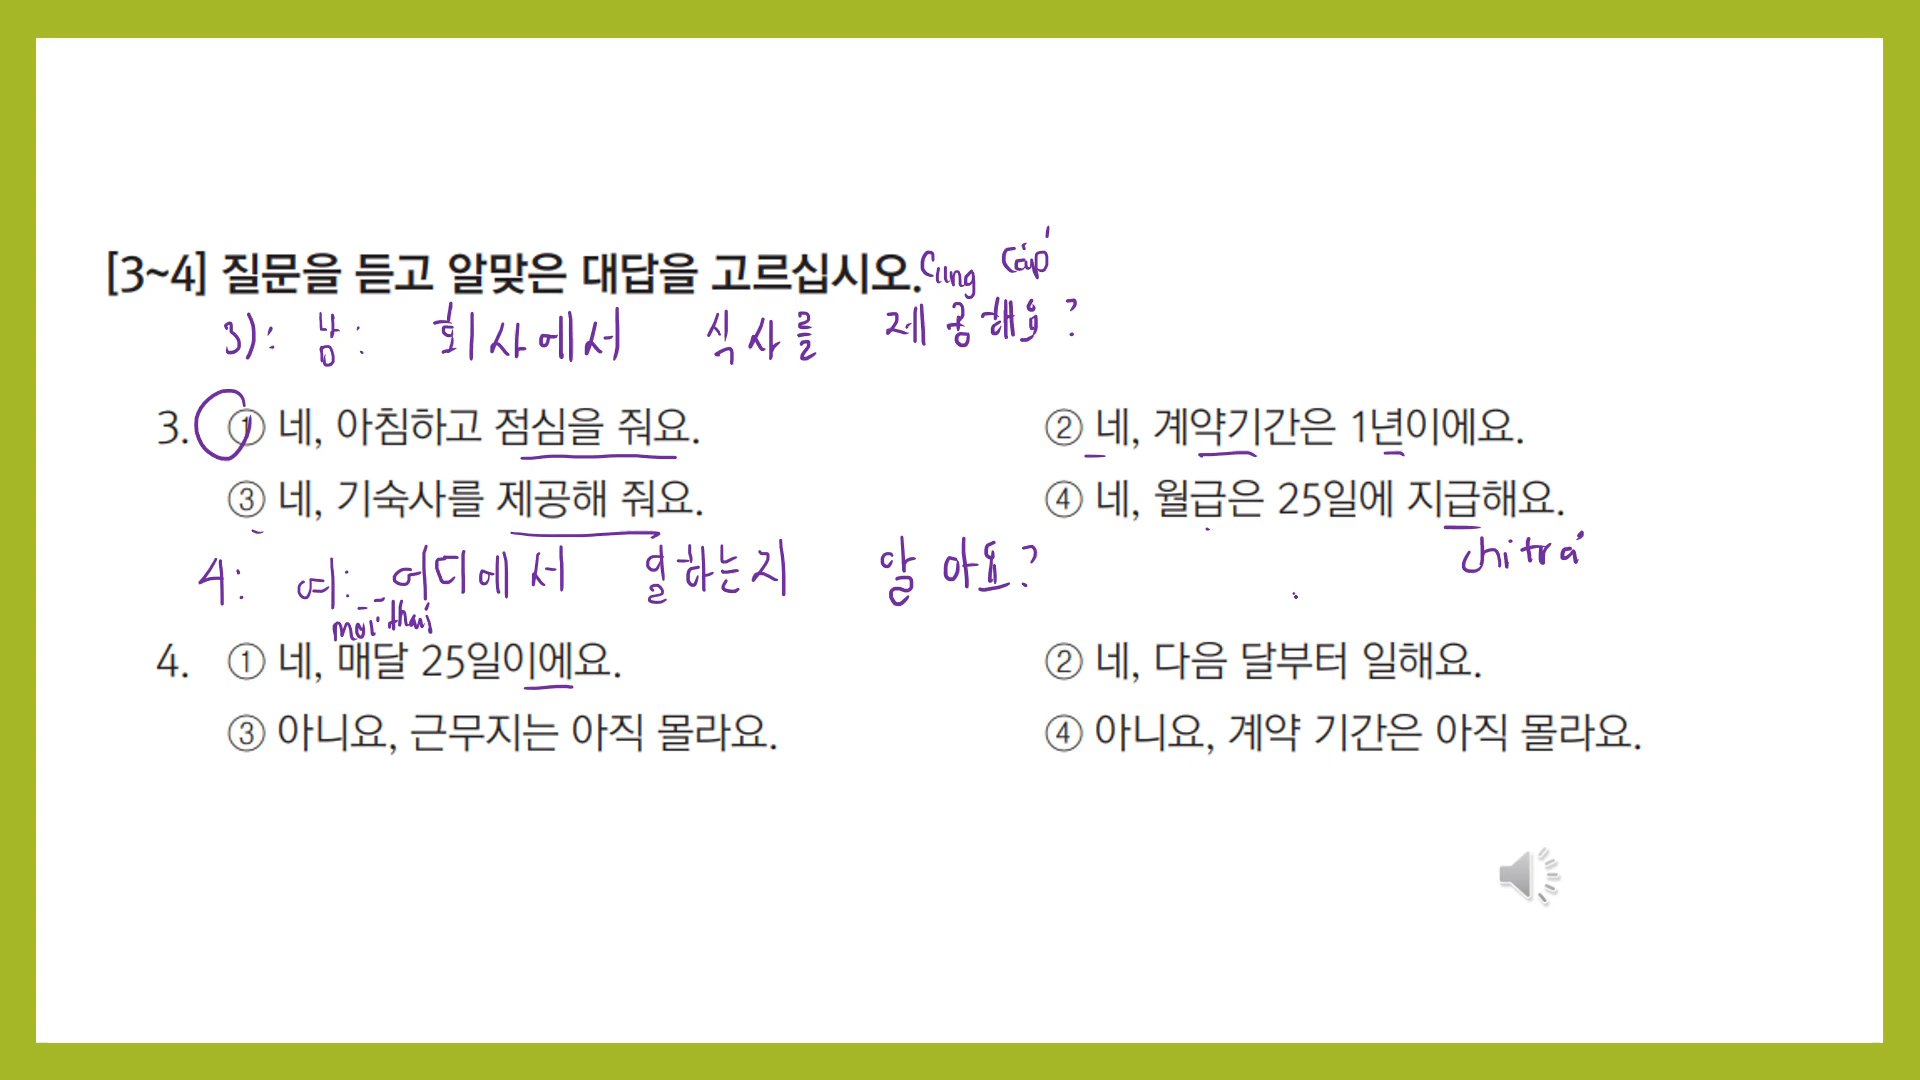 [3~4] 질문을 듣고 알맞은 대답을 고르십시오. cung cấp
3): 남: 회사에서 식사를 제공해요?
3. ① 네, 아침하고 점심을 줘요. ② 네, 계약기간은 1년이에요.
③ 네, 기숙사를 제공해 줘요. ④ 네, 월급은 25일에 지급해요.
chi trả
4: 여: 어디에서 일하는지 알아요?
4. ① 네, 매달 25일이에요. ② 네, 다음 달부터 일해요.
③ 아니요, 근무지는 아직 몰라요. ④ 아니요, 계약 기간은 아직 몰라요.